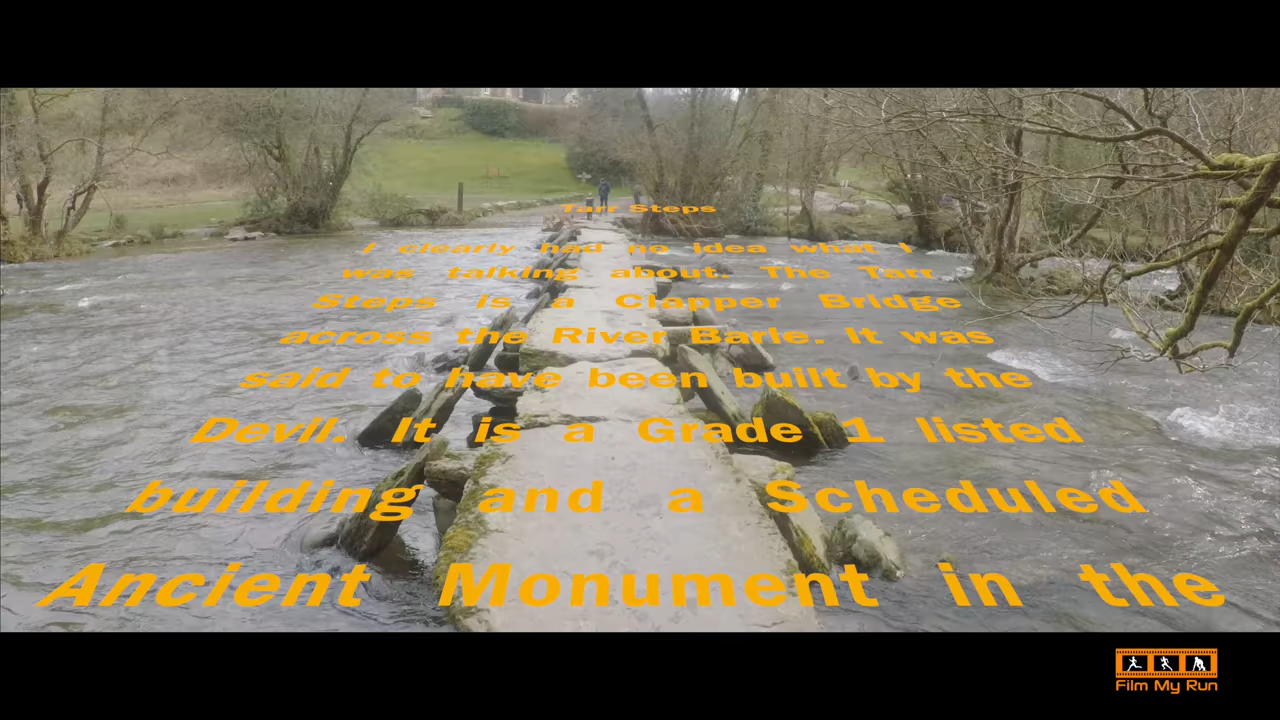 Tarr Steps
I clearly had no idea what I
was talking about. The Tarr
Steps is a Clapper Bridge
across the River Barle. It was
said to have been built by the
Devil. It is a Grade 1 listed
building and a Scheduled
Ancient Monument in the
Film My Run